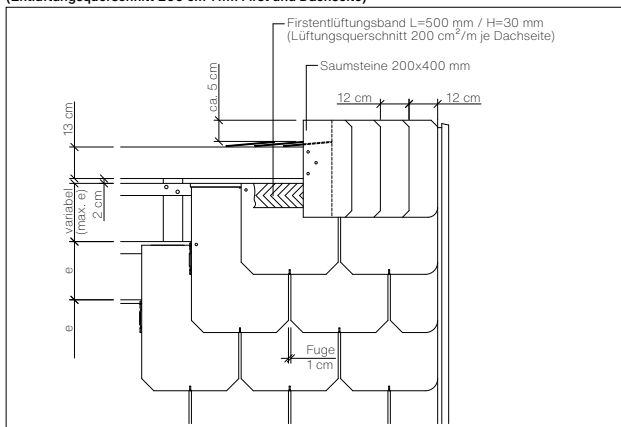 (Entlüftungsquerschnitt 200 First und Dachseite)
Firstentlüftungsband L=500 mm / H=30 mm
(Lüftungsquerschnitt 200 cm²/m je Dachseite)
Saumsteine 200x400 mm
ca. 5 cm
12 cm
12 cm
13 cm
2 cm
variabel
(max. e)
e
e
Fuge
1 cm